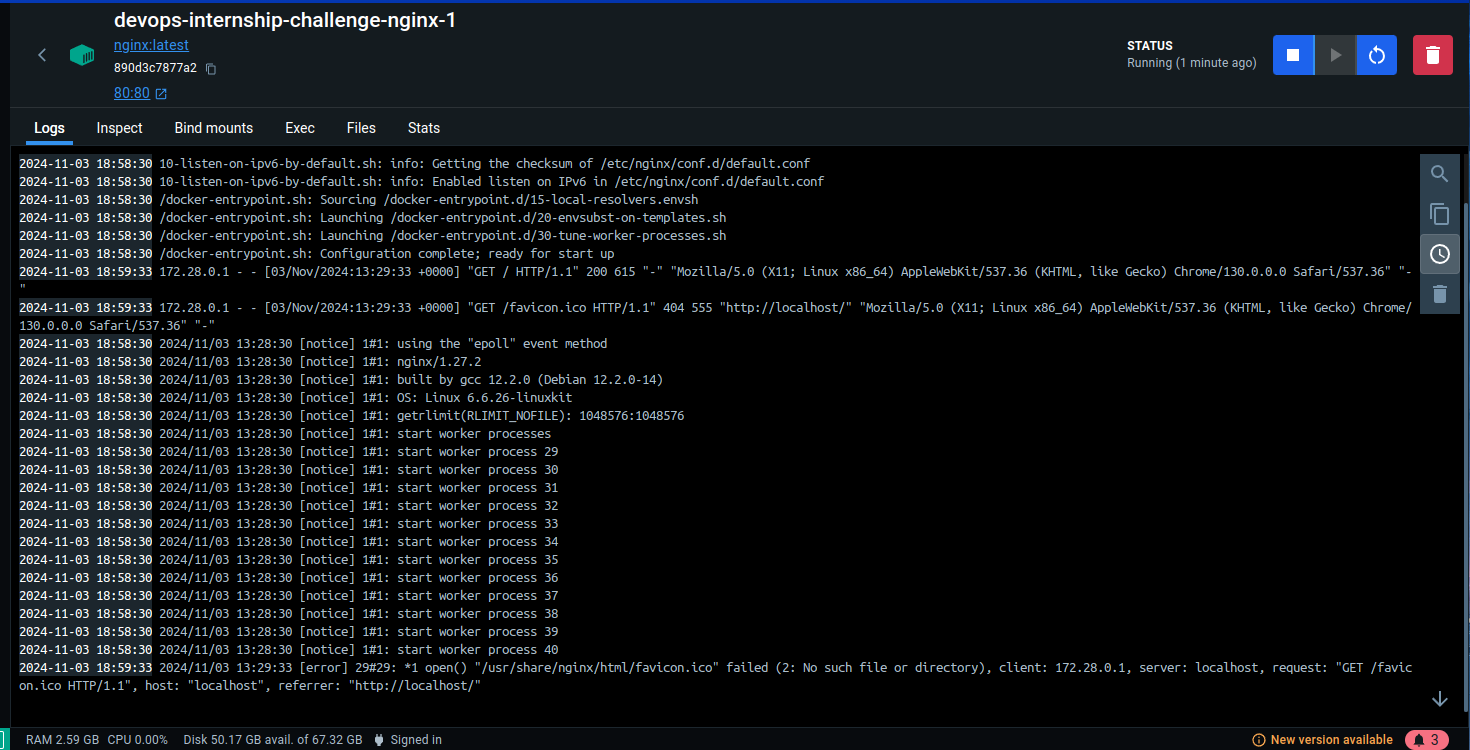 devops-internship-challenge-nginx-1
nginx:latest
890d3c7877a2
80:80
STATUS
Running (1 minute ago)
Logs Inspect Bind mounts Exec Files Stats
2024-11-03 18:58:30 10-listen-on-ipv6-by-default.sh: info: Getting the checksum of /etc/nginx/conf.d/default.conf
2024-11-03 18:58:30 10-listen-on-ipv6-by-default.sh: info: Enabled listen on IPv6 in /etc/nginx/conf.d/default.conf
2024-11-03 18:58:30 /docker-entrypoint.sh: Sourcing /docker-entrypoint.d/15-local-resolvers.envsh
2024-11-03 18:58:30 /docker-entrypoint.sh: Launching /docker-entrypoint.d/20-envsubst-on-templates.sh
2024-11-03 18:58:30 /docker-entrypoint.sh: Launching /docker-entrypoint.d/30-tune-worker-processes.sh
2024-11-03 18:58:30 /docker-entrypoint.sh: Configuration complete; ready for start up
2024-11-03 18:59:33 172.28.0.1 - - [03/Nov/2024:13:29:33 +0000] "GET / HTTP/1.1" 200 615 "-" "Mozilla/5.0 (X11; Linux x86_64) AppleWebKit/537.36 (KHTML, like Gecko) Chrome/130.0.0.0 Safari/537.36" "-
"
2024-11-03 18:59:33 172.28.0.1 - - [03/Nov/2024:13:29:33 +0000] "GET /favicon.ico HTTP/1.1" 404 555 "http://localhost/" "Mozilla/5.0 (X11; Linux x86_64) AppleWebKit/537.36 (KHTML, like Gecko) Chrome/
130.0.0.0 Safari/537.36" "-"
2024-11-03 18:58:30 2024/11/03 13:28:30 [notice] 1#1: using the "epoll" event method
2024-11-03 18:58:30 2024/11/03 13:28:30 [notice] 1#1: nginx/1.27.2
2024-11-03 18:58:30 2024/11/03 13:28:30 [notice] 1#1: built by gcc 12.2.0 (Debian 12.2.0-14)
2024-11-03 18:58:30 2024/11/03 13:28:30 [notice] 1#1: OS: Linux 6.6.26-linuxkit
2024-11-03 18:58:30 2024/11/03 13:28:30 [notice] 1#1: getrlimit(RLIMIT_NOFILE): 1048576:1048576
2024-11-03 18:58:30 2024/11/03 13:28:30 [notice] 1#1: start worker processes
2024-11-03 18:58:30 2024/11/03 13:28:30 [notice] 1#1: start worker process 29
2024-11-03 18:58:30 2024/11/03 13:28:30 [notice] 1#1: start worker process 30
2024-11-03 18:58:30 2024/11/03 13:28:30 [notice] 1#1: start worker process 31
2024-11-03 18:58:30 2024/11/03 13:28:30 [notice] 1#1: start worker process 32
2024-11-03 18:58:30 2024/11/03 13:28:30 [notice] 1#1: start worker process 33
2024-11-03 18:58:30 2024/11/03 13:28:30 [notice] 1#1: start worker process 34
2024-11-03 18:58:30 2024/11/03 13:28:30 [notice] 1#1: start worker process 35
2024-11-03 18:58:30 2024/11/03 13:28:30 [notice] 1#1: start worker process 36
2024-11-03 18:58:30 2024/11/03 13:28:30 [notice] 1#1: start worker process 37
2024-11-03 18:58:30 2024/11/03 13:28:30 [notice] 1#1: start worker process 38
2024-11-03 18:58:30 2024/11/03 13:28:30 [notice] 1#1: start worker process 39
2024-11-03 18:58:30 2024/11/03 13:28:30 [notice] 1#1: start worker process 40
2024-11-03 18:59:33 2024/11/03 13:29:33 [error] 29#29: *1 open() "/usr/share/nginx/html/favicon.ico" failed (2: No such file or directory), client: 172.28.0.1, server: localhost, request: "GET /favic
on.ico HTTP/1.1", host: "localhost", referrer: "http://localhost/"
RAM 2.59 GB CPU 0.00% Disk 50.17 GB avail. of 67.32 GB Signed in
New version available 3